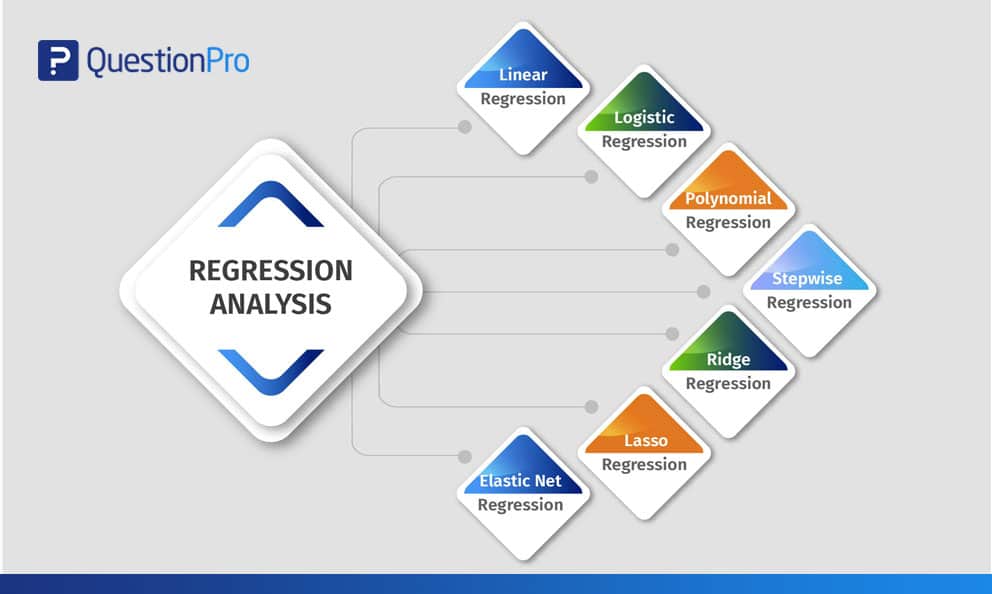 QuestionPro
REGRESSION
ANALYSIS
Linear
Regression
Logistic
Regression
Polynomial
Regression
Stepwise
Regression
Ridge
Regression
Lasso
Regression
Elastic Net
Regression